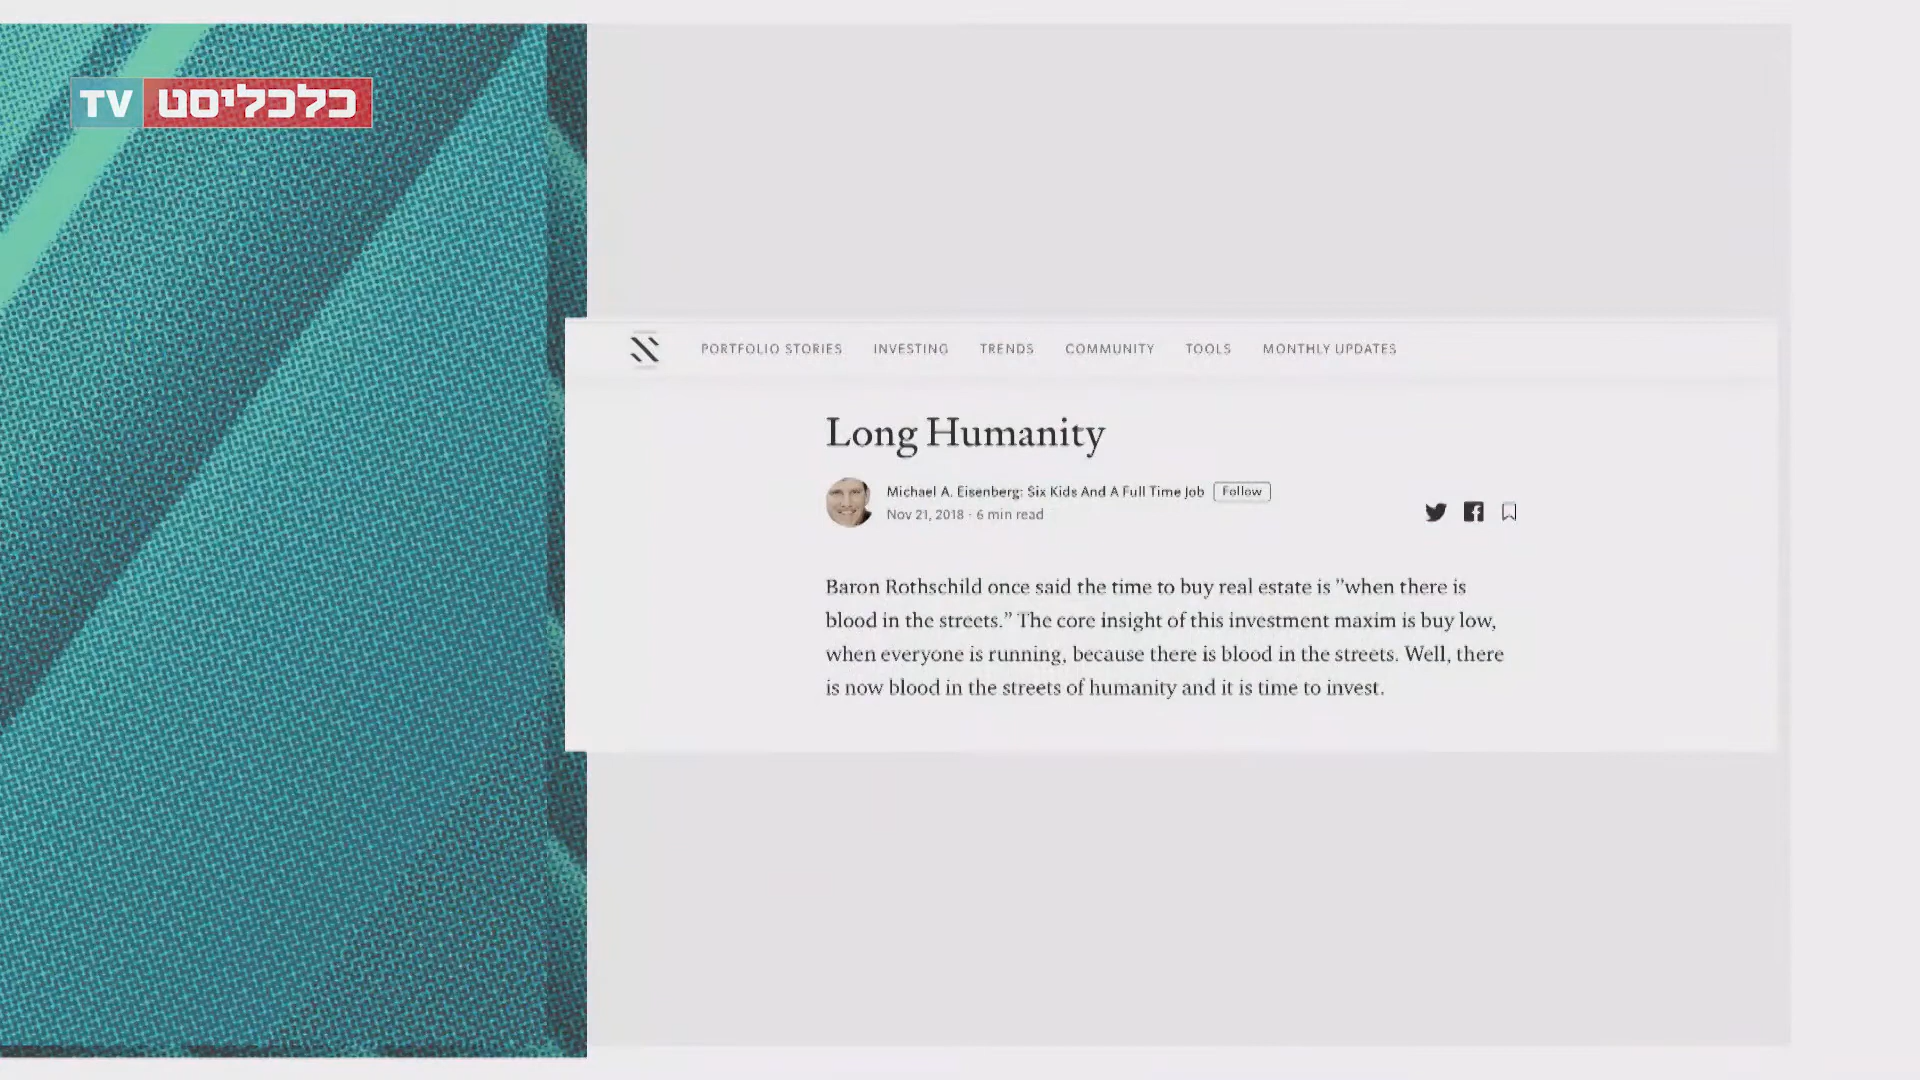 TV כלכליסט
PORTFOLIO STORIES INVESTING TRENDS COMMUNITY TOOLS MONTHLY UPDATES
Long Humanity
Michael A. Eisenberg: Six Kids And A Full Time Job Follow
Nov 21, 2018 · 6 min read
Baron Rothschild once said the time to buy real estate is ”when there is
blood in the streets.” The core insight of this investment maxim is buy low,
when everyone is running, because there is blood in the streets. Well, there
is now blood in the streets of humanity and it is time to invest.